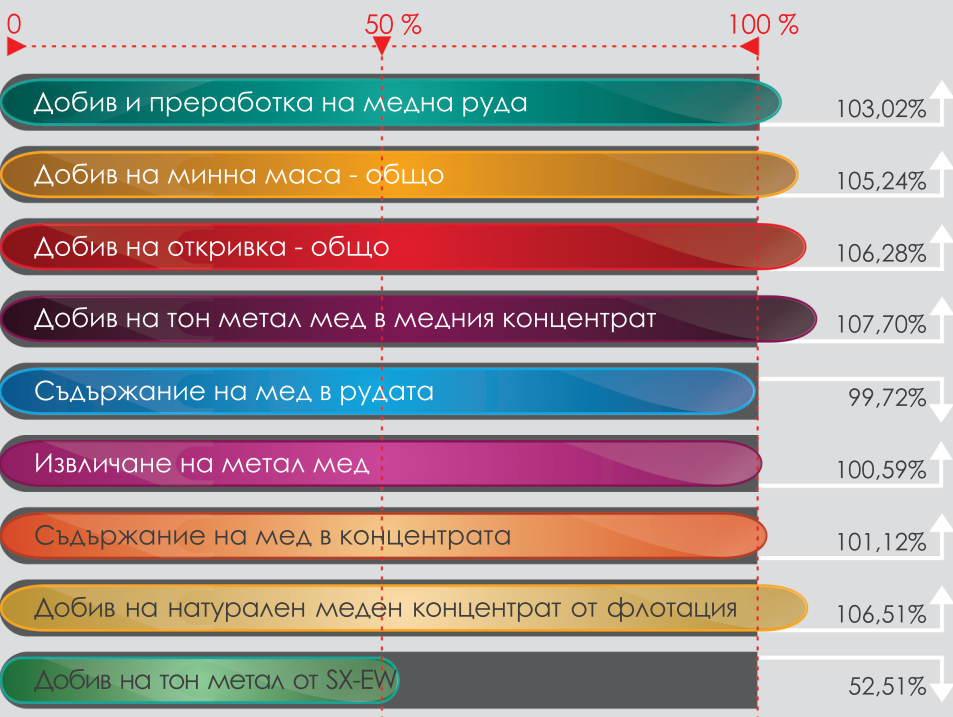 0 50 % 100 %
Добив и преработка на медна руда 103,02%
Добив на минна маса - общо 105,24%
Добив на откривка - общо 106,28%
Добив на тон метал мед в медния концентрат 107,70%
Съдържание на мед в рудата 99,72%
Извличане на метал мед 100,59%
Съдържание на мед в концентрата 101,12%
Добив на натурален меден концентрат от флотация 106,51%
Добив на тон метал от SX-EW 52,51%